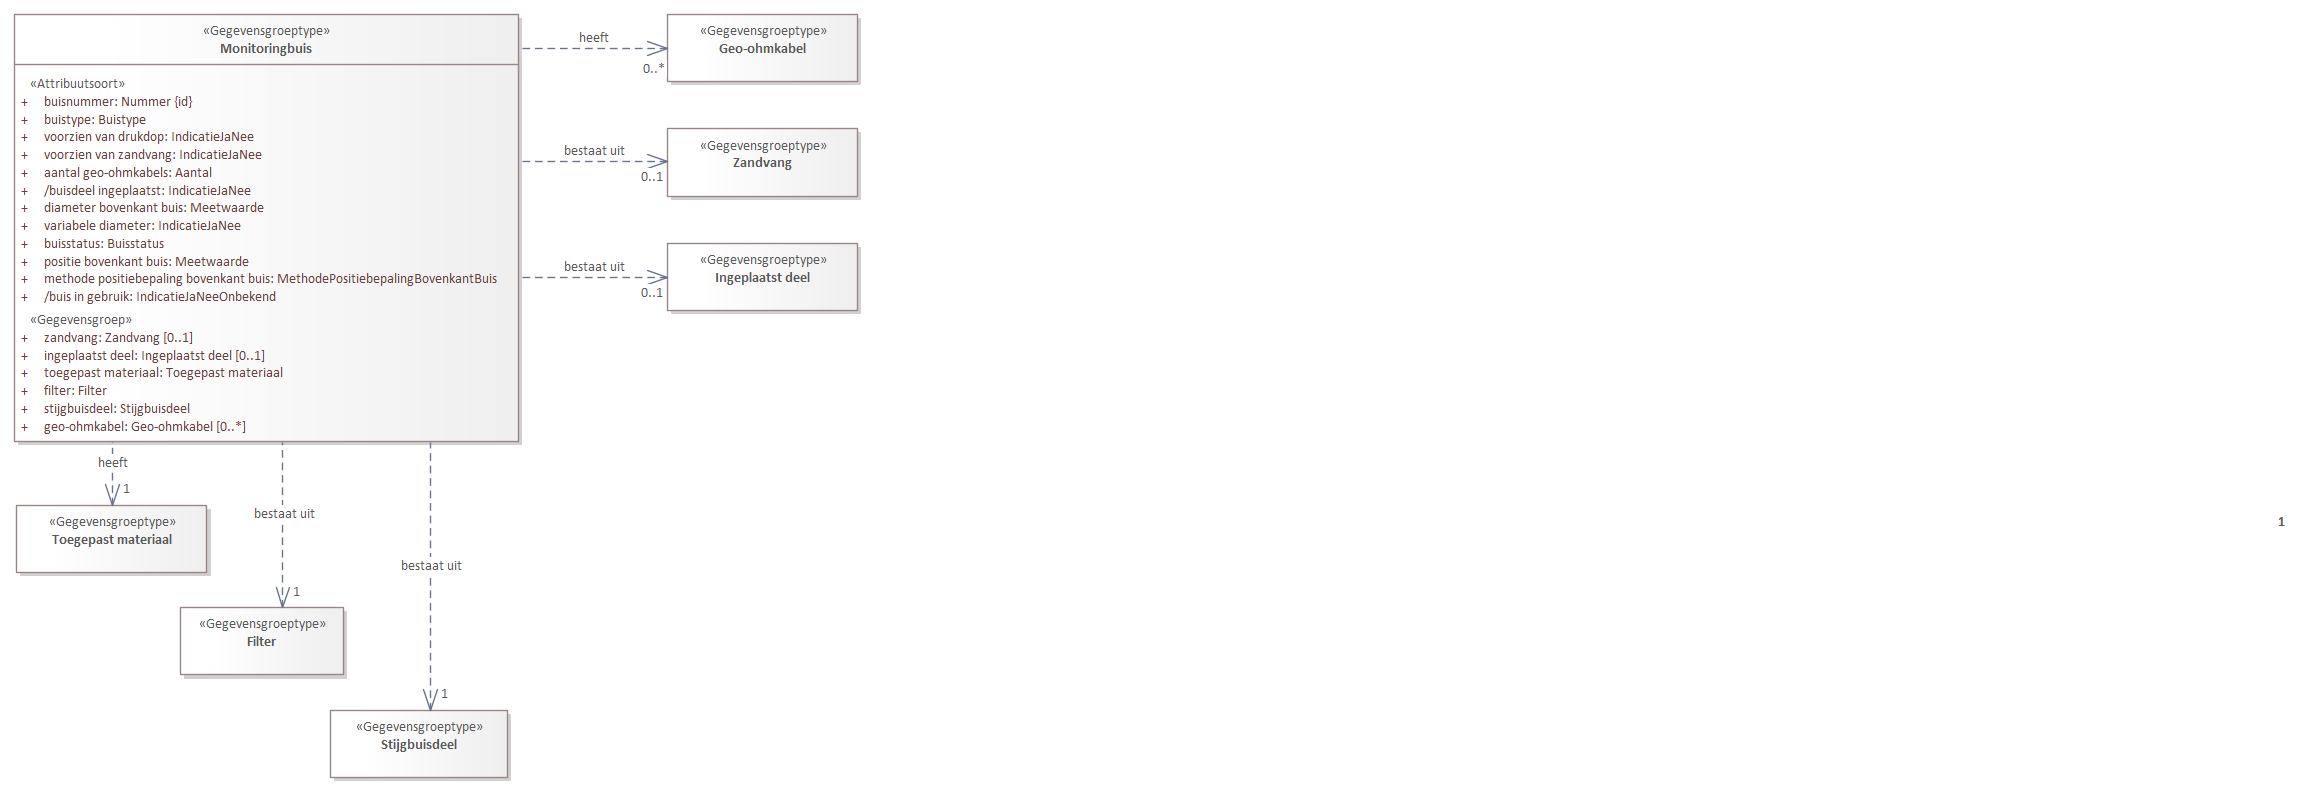 «Gegevensgroeptype»
Monitoringbuis
«Attribuutsoort»
+ buisnummer: Nummer {id}
+ buistype: Buistype
+ voorzien van drukdop: IndicatieJaNee
+ voorzien van zandvang: IndicatieJaNee
+ aantal geo-ohmkabels: Aantal
+ /buisdeel ingeplaatst: IndicatieJaNee
+ diameter bovenkant buis: Meetwaarde
+ variabele diameter: IndicatieJaNee
+ buisstatus: Buisstatus
+ positie bovenkant buis: Meetwaarde
+ methode positiebepaling bovenkant buis: MethodePositiebepalingBovenkantBuis
+ /buis in gebruik: IndicatieJaNeeOnbekend
«Gegevensgroep»
+ zandvang: Zandvang [0..1]
+ ingeplaatst deel: Ingeplaatst deel [0..1]
+ toegepast materiaal: Toegepast materiaal
+ filter: Filter
+ stijgbuisdeel: Stijgbuisdeel
+ geo-ohmkabel: Geo-ohmkabel [0..*]
heeft
0..*
«Gegevensgroeptype»
Geo-ohmkabel
bestaat uit
0..1
«Gegevensgroeptype»
Zandvang
bestaat uit
0..1
«Gegevensgroeptype»
Ingeplaatst deel
heeft
1
«Gegevensgroeptype»
Toegepast materiaal
bestaat uit
1
«Gegevensgroeptype»
Filter
bestaat uit
1
«Gegevensgroeptype»
Stijgbuisdeel
1